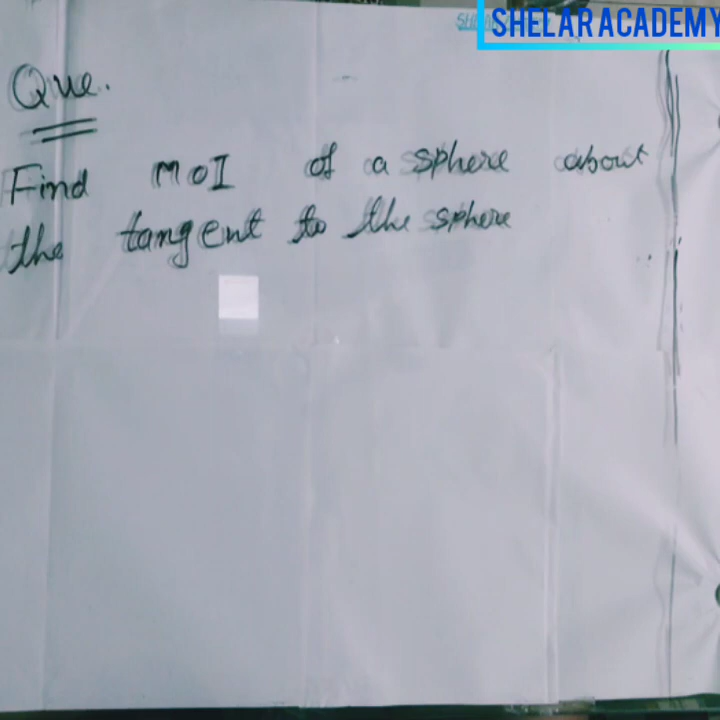 SHELAR ACADEMY
Que.
Find MOI of a sphere about
the tangent to the sphere